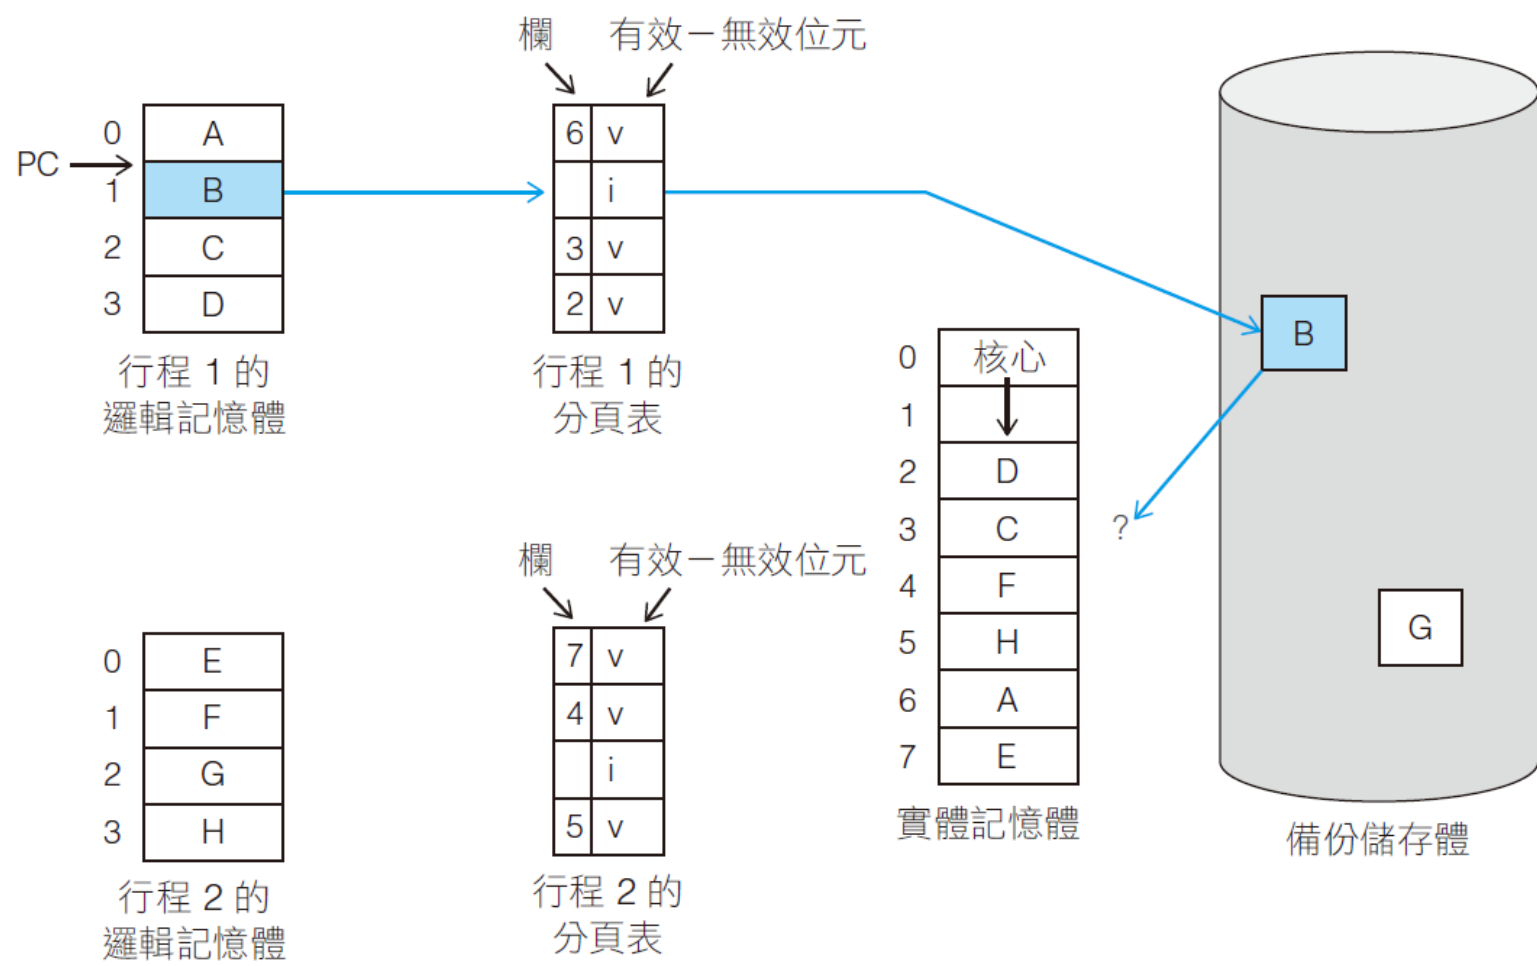 欄 有效－無效位元
PC
0 A
1 B
2 C
3 D
6 v
i
3 v
2 v
行程 1 的
邏輯記憶體
行程 1 的
分頁表
0 核心
1
2 D
3 C
4 F
5 H
6 A
7 E
實體記憶體
B
?
G
備份儲存體
欄 有效－無效位元
0 E
1 F
2 G
3 H
7 v
4 v
i
5 v
行程 2 的
邏輯記憶體
行程 2 的
分頁表